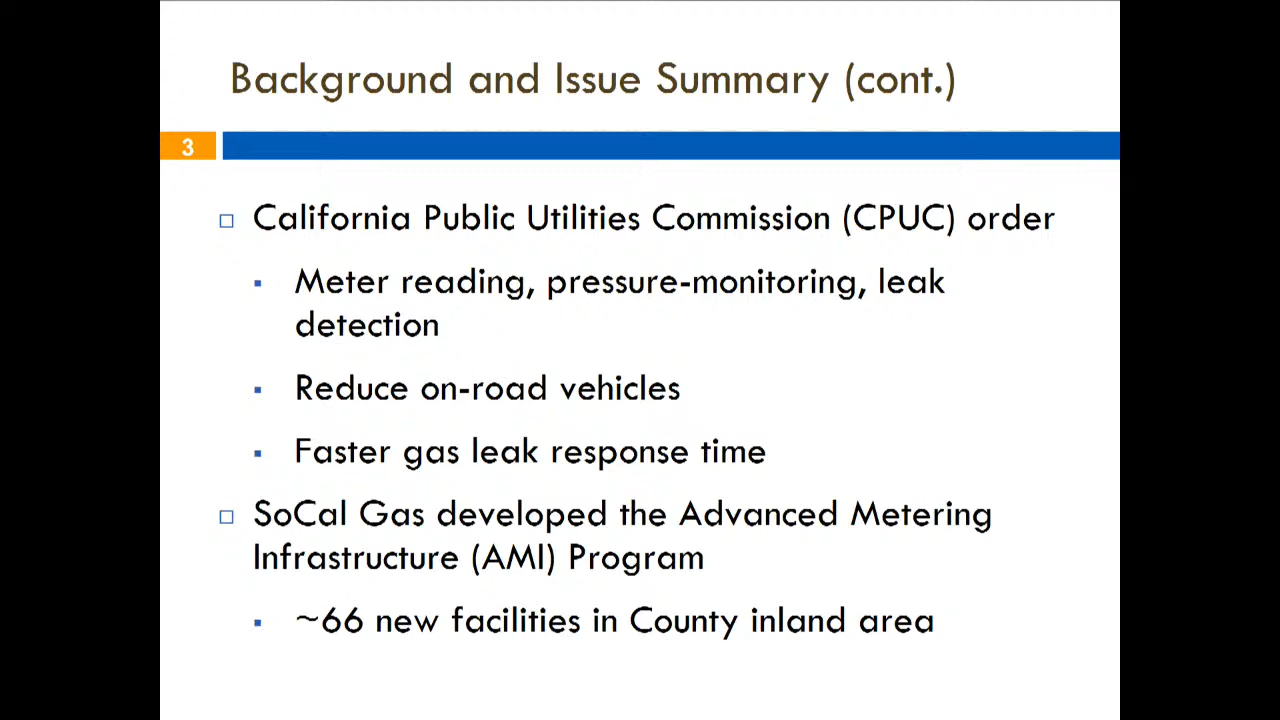 Background and Issue Summary (cont.)
3
California Public Utilities Commission (CPUC) order
Meter reading, pressure-monitoring, leak
detection
Reduce on-road vehicles
Faster gas leak response time
SoCal Gas developed the Advanced Metering
Infrastructure (AMI) Program
~66 new facilities in County inland area